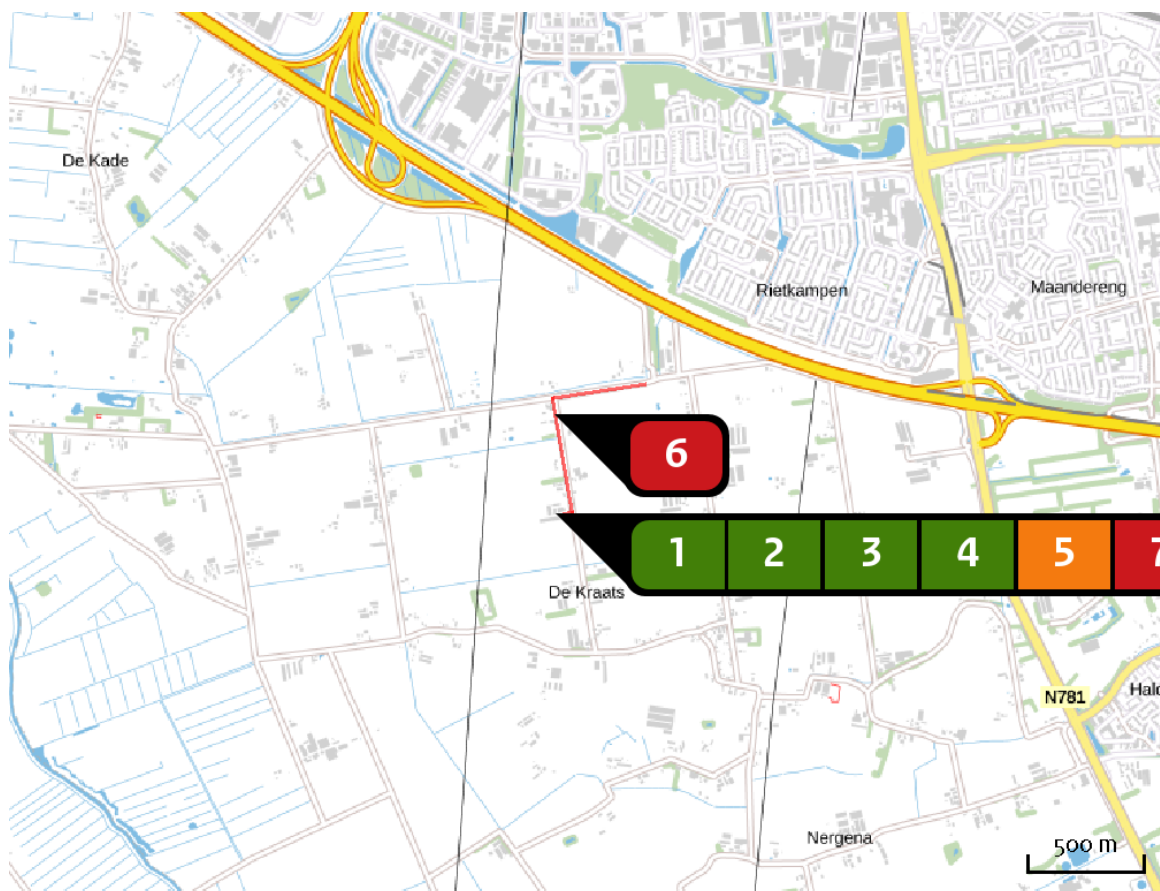 De Kade
Rietkampen
Maandereng
6
1 2 3 4 5 7
De Kraats
N781
Nergena
500 m